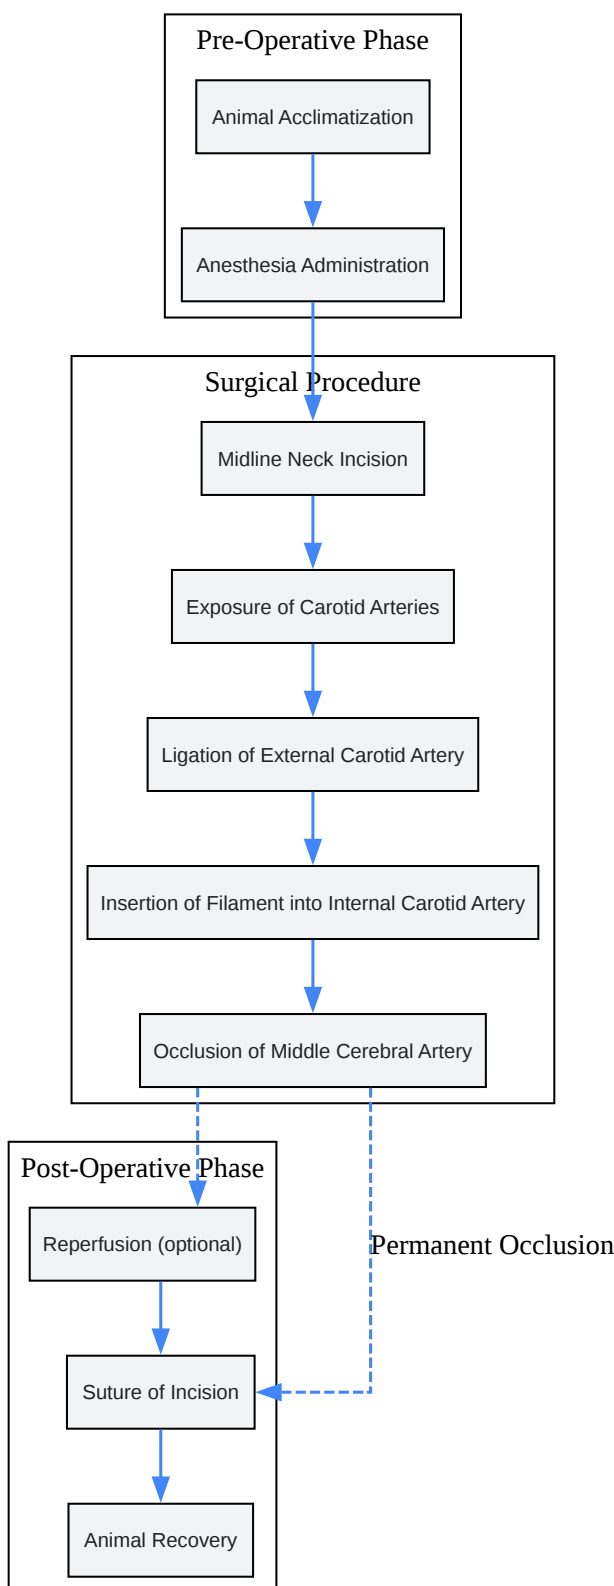 Pre-Operative Phase
Animal Acclimatization
Anesthesia Administration
Surgical Procedure
Midline Neck Incision
Exposure of Carotid Arteries
Ligation of External Carotid Artery
Insertion of Filament into Internal Carotid Artery
Occlusion of Middle Cerebral Artery
Post-Operative Phase
Reperfusion (optional)
Permanent Occlusion
Suture of Incision
Animal Recovery